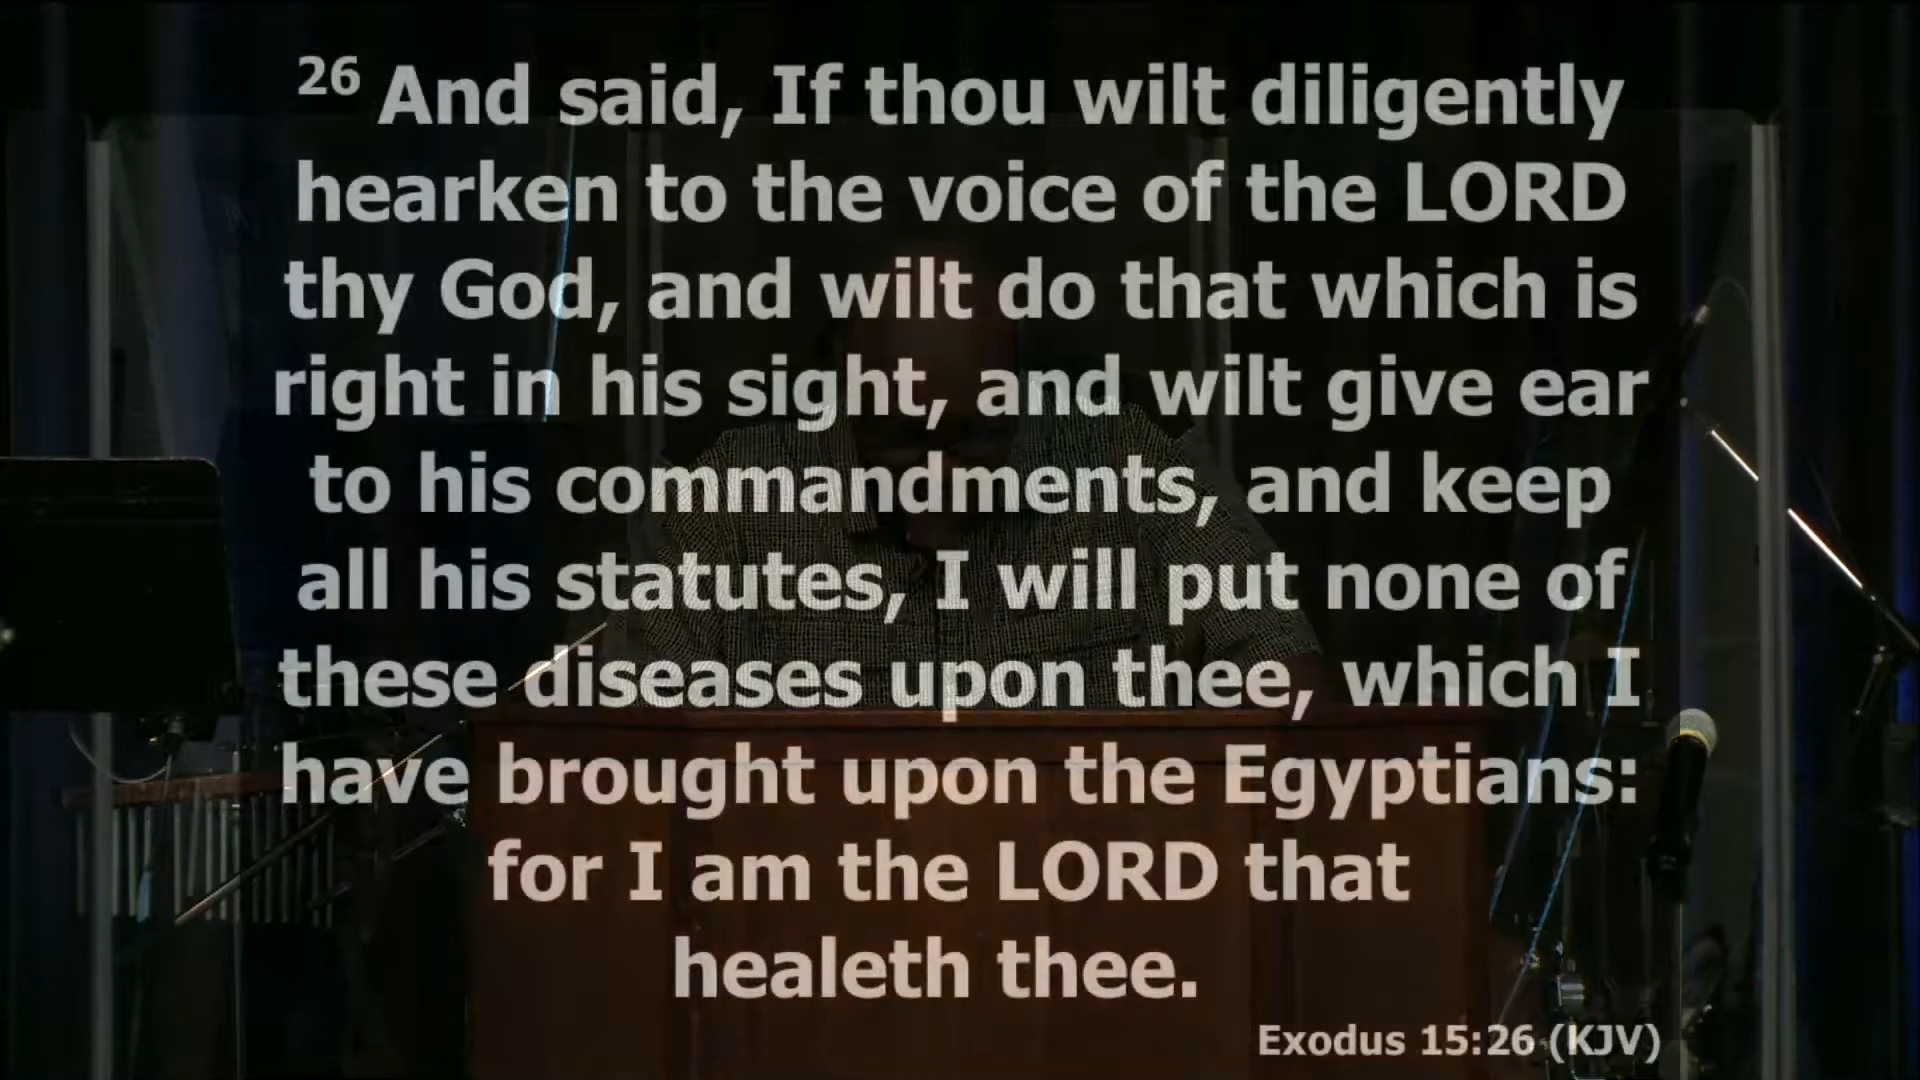 26 And said, If thou wilt diligently
hearken to the voice of the LORD
thy God, and wilt do that which is
right in his sight, and wilt give ear
to his commandments, and keep
all his statutes, I will put none of
these diseases upon thee, which I
have brought upon the Egyptians:
for I am the LORD that
healeth thee.
Exodus 15:26 (KJV)